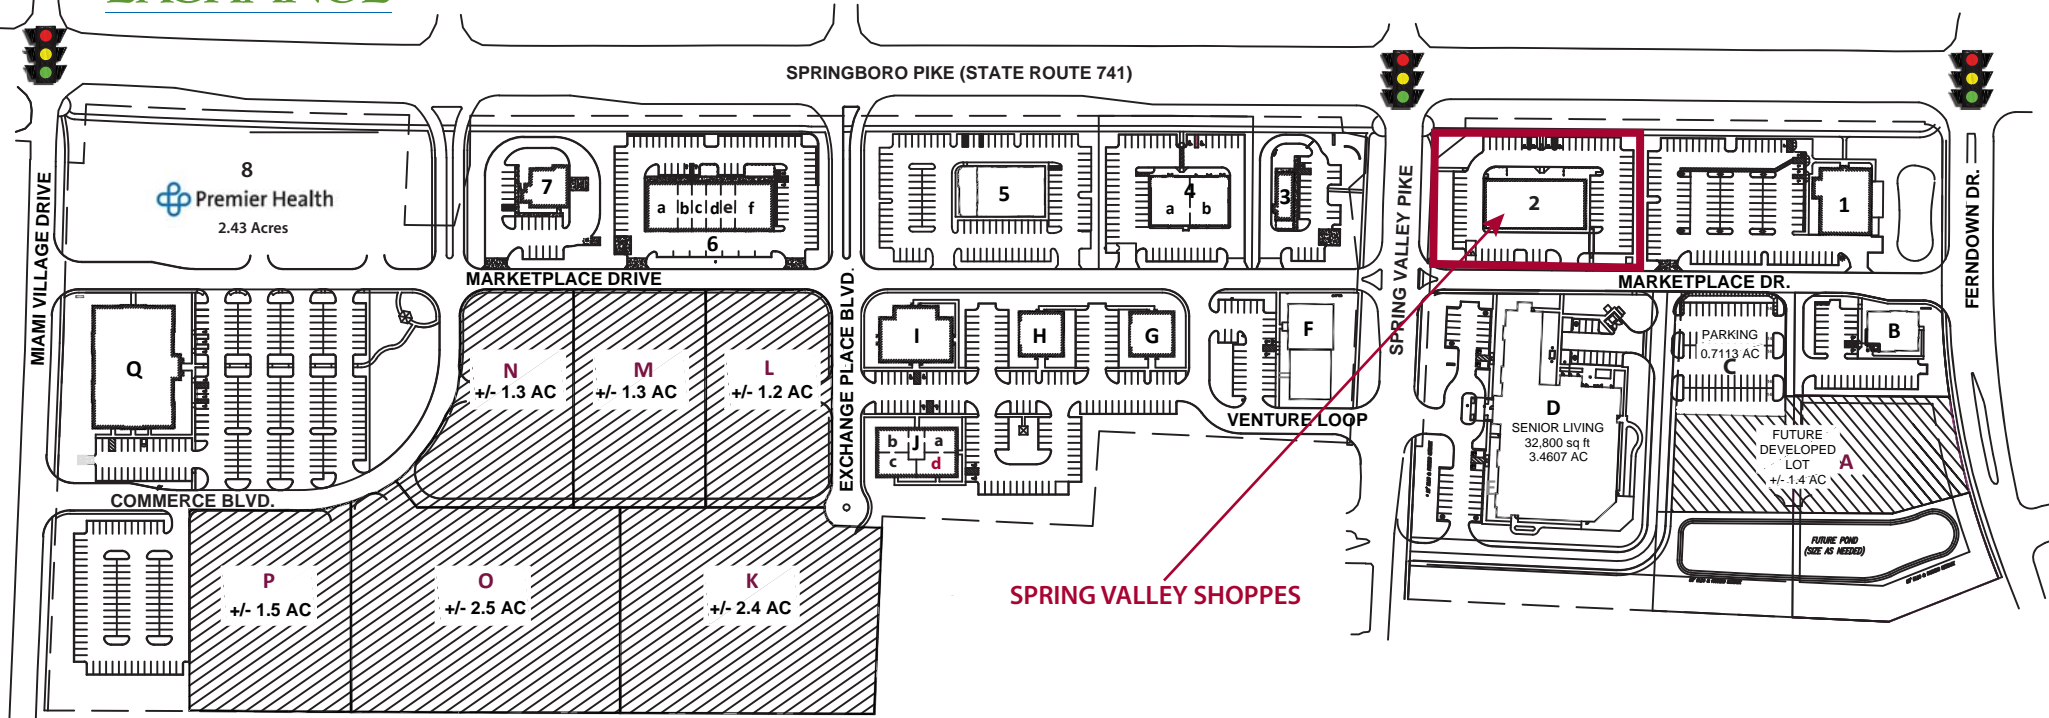 SPRINGBORO PIKE (STATE ROUTE 741)
MIAMI VILLAGE DRIVE
8
Premier Health
2.43 Acres
7
a b c d e f
6
5
4
a b
3
SPRING VALLEY PIKE
2
1
FERNDOWN DR.
MARKETPLACE DRIVE
MARKETPLACE DR.
EXCHANGE PLACE BLVD.
Q
N
+/- 1.3 AC
M
+/- 1.3 AC
L
+/- 1.2 AC
I
H
G
F
PARKING
0.7113 AC
C
B
D
SENIOR LIVING
32,800 sq ft
3.4607 AC
E
VENTURE LOOP
b J a
c d
FUTURE
DEVELOPED
LOT
+/- 1.4 AC
A
COMMERCE BLVD.
FUTURE POND
(SIZE AS NEEDED)
P
+/- 1.5 AC
O
+/- 2.5 AC
K
+/- 2.4 AC
SPRING VALLEY SHOPPES